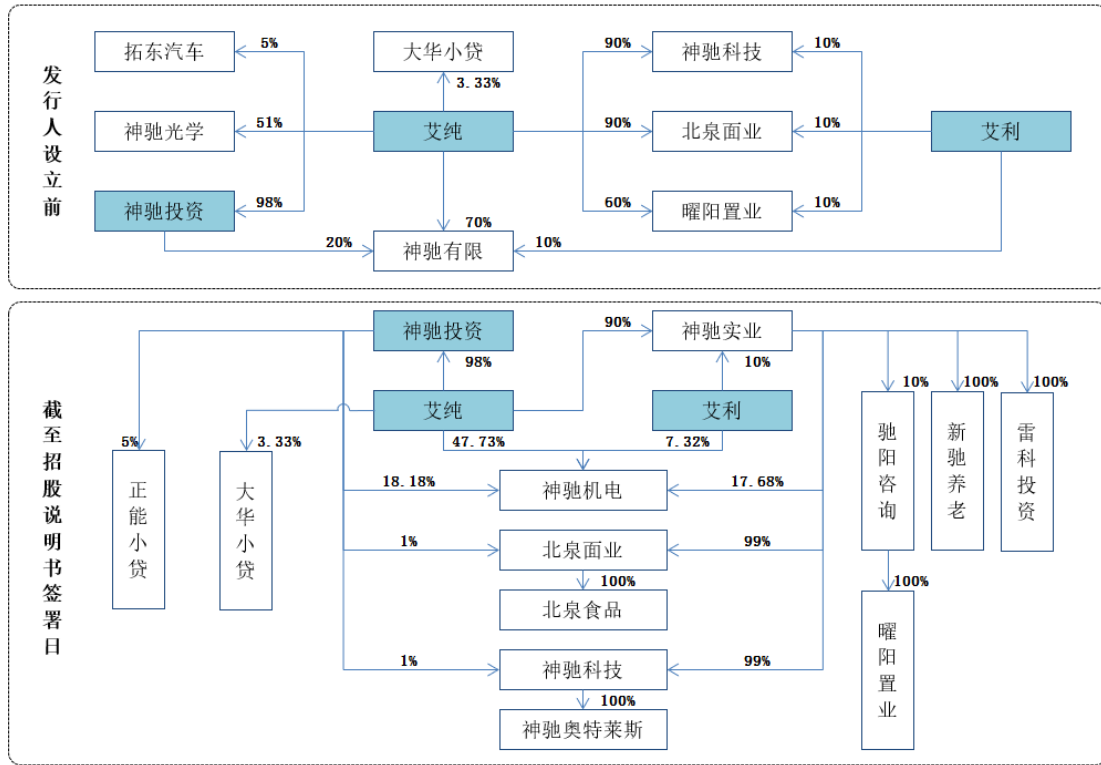 发行人设立前
拓东汽车
5%
大华小贷
3.33%
90%
神驰科技
10%
神驰光学
51%
艾纯
90%
北泉面业
10%
艾利
神驰投资
98%
60%
曜阳置业
10%
70%
20%
神驰有限
10%
截至招股说明书签署日
神驰投资
90%
神驰实业
98%
10%
10%
100%
100%
艾纯
艾利
5%
3.33%
47.73%
7.32%
驰阳咨询
新驰养老
雷科投资
正能小贷
大华小贷
18.18%
神驰机电
17.68%
1%
北泉面业
99%
100%
100%
北泉食品
曜阳置业
1%
神驰科技
99%
100%
神驰奥特莱斯